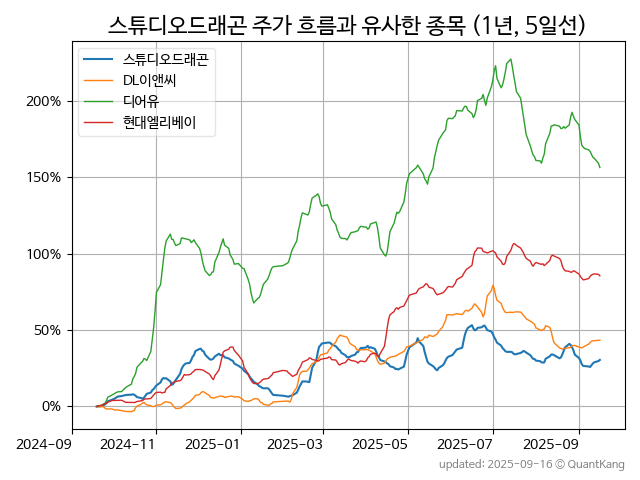 스튜디오드래곤 주가 흐름과 유사한 종목 (1년, 5일선)
스튜디오드래곤
DL이앤씨
디어유
현대엘리베이
200%
150%
100%
50%
0%
2024-09 2024-11 2025-01 2025-03 2025-05 2025-07 2025-09
updated: 2025-09-16 © QuantKang